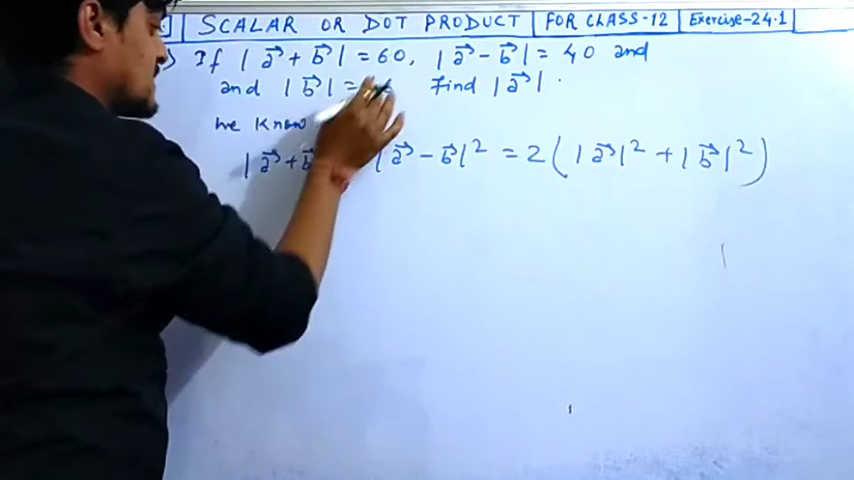 SCALAR OR DOT PRODUCT FOR CLASS-12 Exercise-24.1
) If | a⃗ + b⃗ | = 60, | a⃗ - b⃗ | = 40 and
and | b⃗ | = Find | a⃗ | .
we know
| a⃗ + b⃗ | a⃗ - b⃗ |² = 2 ( | a⃗ |² + | b⃗ |² )